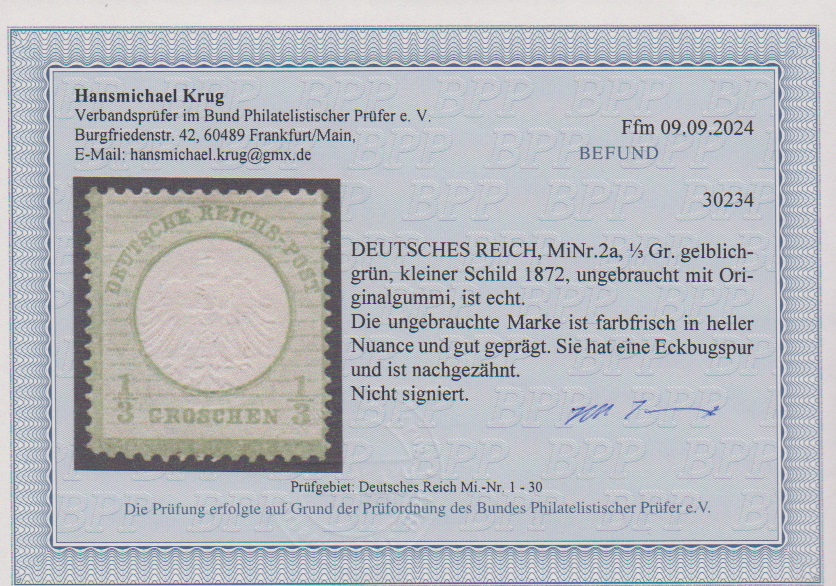 Hansmichael Krug
Verbandsprüfer im Bund Philatelistischer Prüfer e. V.
Burgfriedenstr. 42, 60489 Frankfurt/Main,
E-Mail: hansmichael.krug@gmx.de
Ffm 09.09.2024
BEFUND
30234
DEUTSCHE REICHS-POST
1/3 GROSCHEN 1/3
DEUTSCHES REICH, MiNr.2a, ⅓ Gr. gelblich-
grün, kleiner Schild 1872, ungebraucht mit Ori-
ginalgummi, ist echt.
Die ungebrauchte Marke ist farbfrisch in heller
Nuance und gut geprägt. Sie hat eine Eckbugspur
und ist nachgezähnt.
Nicht signiert.
Prüfgebiet: Deutsches Reich Mi.-Nr. 1 - 30
Die Prüfung erfolgte auf Grund der Prüfordnung des Bundes Philatelistischer Prüfer e.V.